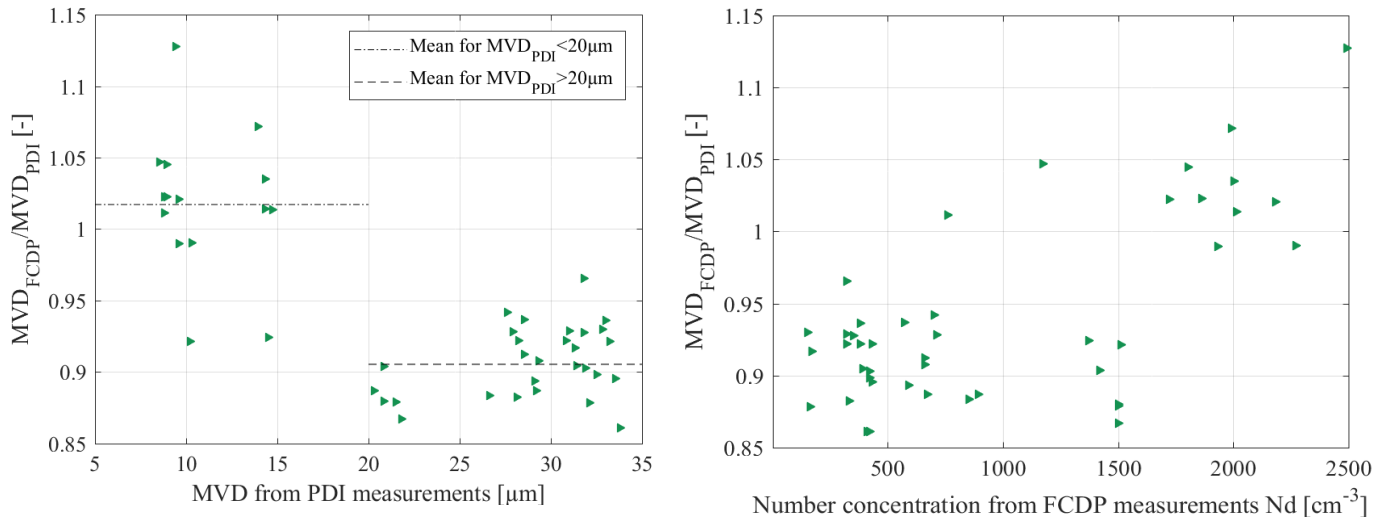 1.15
1.1
1.05
1
0.95
0.9
0.85
MVD_FCDP/MVD_PDI [-]
Mean for MVD_PDI<20μm
Mean for MVD_PDI>20μm
5 10 15 20 25 30 35
MVD from PDI measurements [μm]
1.15
1.1
1.05
1
0.95
0.9
0.85
MVD_FCDP/MVD_PDI [-]
500 1000 1500 2000 2500
Number concentration from FCDP measurements Nd [cm⁻³]